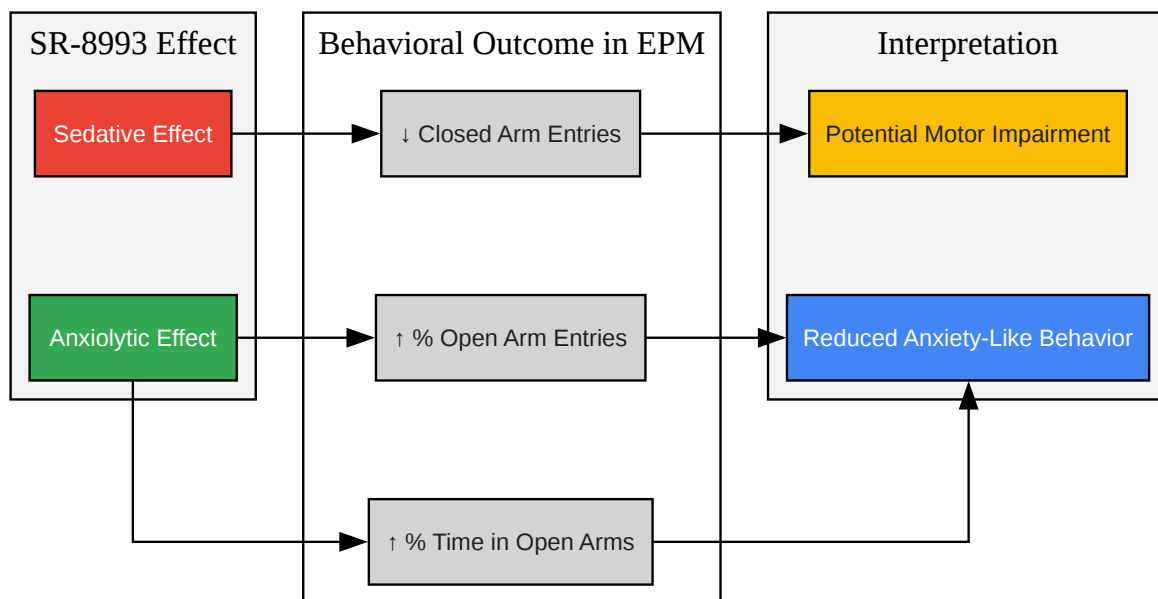 SR-8993 Effect
Behavioral Outcome in EPM
Interpretation
Sedative Effect
↓ Closed Arm Entries
Potential Motor Impairment
Anxiolytic Effect
↑ % Open Arm Entries
Reduced Anxiety-Like Behavior
↑ % Time in Open Arms